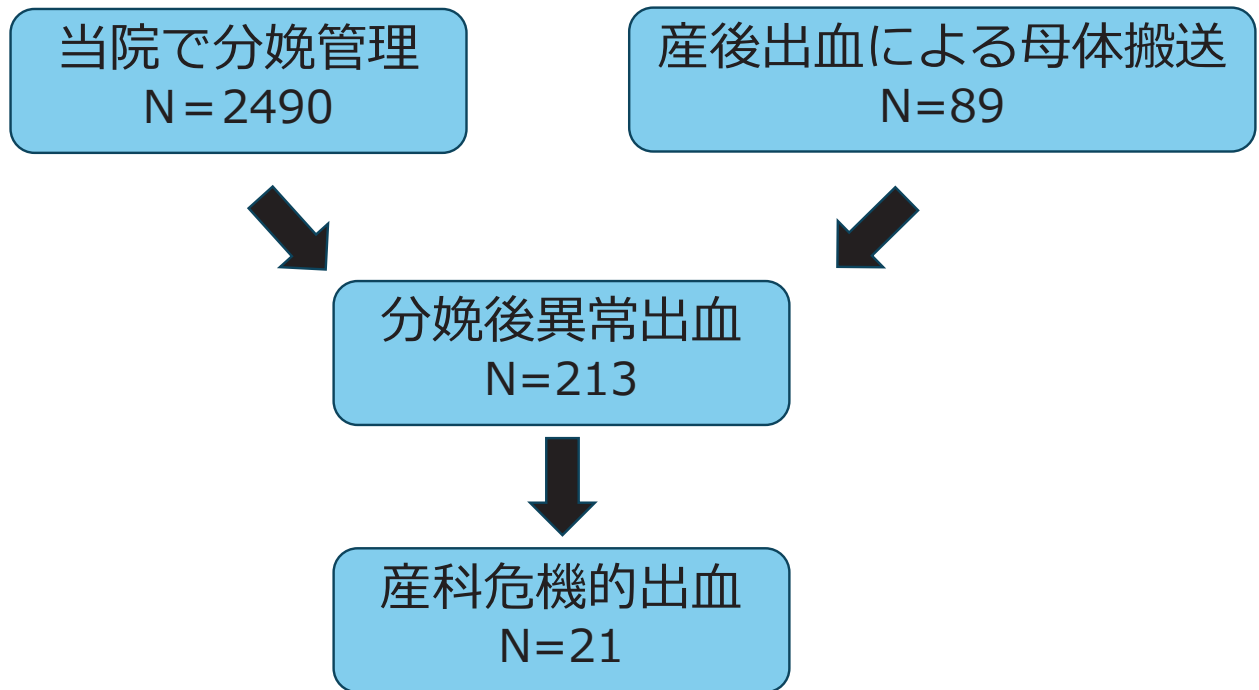 当院で分娩管理
N＝2490
産後出血による母体搬送
N=89
分娩後異常出血
N=213
産科危機的出血
N=21